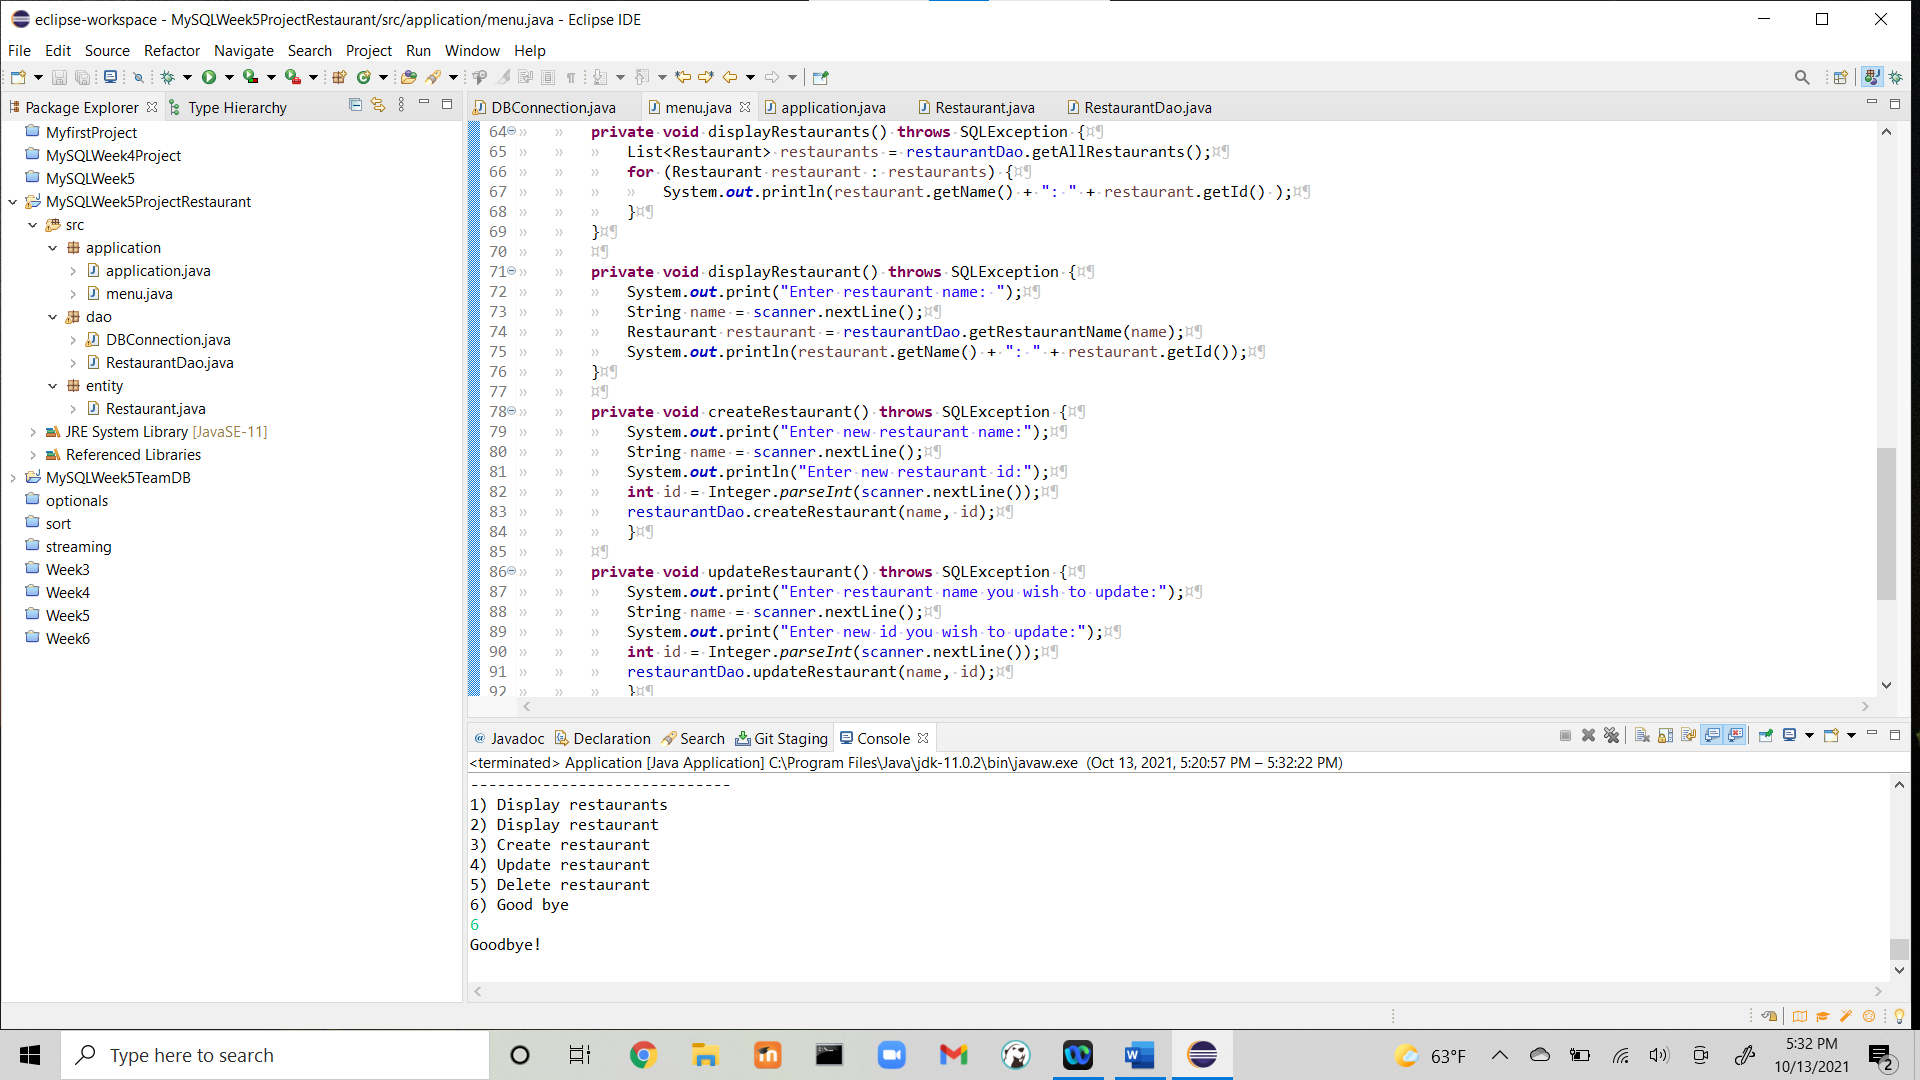 eclipse-workspace - MySQLWeek5ProjectRestaurant/src/application/menu.java - Eclipse IDE
File Edit Source Refactor Navigate Search Project Run Window Help
Package Explorer Type Hierarchy
DBConnection.java menu.java application.java Restaurant.java RestaurantDao.java
MyfirstProject
MySQLWeek4Project
MySQLWeek5
MySQLWeek5ProjectRestaurant
src
application
application.java
menu.java
dao
DBConnection.java
RestaurantDao.java
entity
Restaurant.java
JRE System Library [JavaSE-11]
Referenced Libraries
MySQLWeek5TeamDB
optionals
sort
streaming
Week3
Week4
Week5
Week6
64 private void displayRestaurants() throws SQLException {
65 List<Restaurant> restaurants = restaurantDao.getAllRestaurants();
66 for (Restaurant restaurant : restaurants) {
67 System.out.println(restaurant.getName() + ": " + restaurant.getId() );
68 }
69 }
70
71 private void displayRestaurant() throws SQLException {
72 System.out.print("Enter restaurant name: ");
73 String name = scanner.nextLine();
74 Restaurant restaurant = restaurantDao.getRestaurantName(name);
75 System.out.println(restaurant.getName() + ": " + restaurant.getId());
76 }
77
78 private void createRestaurant() throws SQLException {
79 System.out.print("Enter new restaurant name:");
80 String name = scanner.nextLine();
81 System.out.println("Enter new restaurant id:");
82 int id = Integer.parseInt(scanner.nextLine());
83 restaurantDao.createRestaurant(name, id);
84 }
85
86 private void updateRestaurant() throws SQLException {
87 System.out.print("Enter restaurant name you wish to update:");
88 String name = scanner.nextLine();
89 System.out.print("Enter new id you wish to update:");
90 int id = Integer.parseInt(scanner.nextLine());
91 restaurantDao.updateRestaurant(name, id);
92 }
@ Javadoc Declaration Search Git Staging Console
<terminated> Application [Java Application] C:\Program Files\Java\jdk-11.0.2\bin\javaw.exe (Oct 13, 2021, 5:20:57 PM – 5:32:22 PM)
-----------------------------
1) Display restaurants
2) Display restaurant
3) Create restaurant
4) Update restaurant
5) Delete restaurant
6) Good bye
6
Goodbye!
Type here to search
63°F
5:32 PM
10/13/2021
2